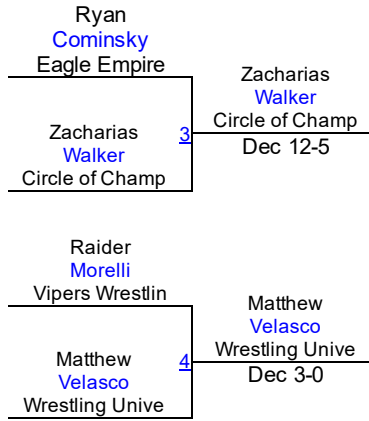 Ryan
Cominsky
Eagle Empire
Zacharias
Walker
Circle of Champ
3
Zacharias
Walker
Circle of Champ
Dec 12-5
Raider
Morelli
Vipers Wrestlin
Matthew
Velasco
Wrestling Unive
4
Matthew
Velasco
Wrestling Unive
Dec 3-0